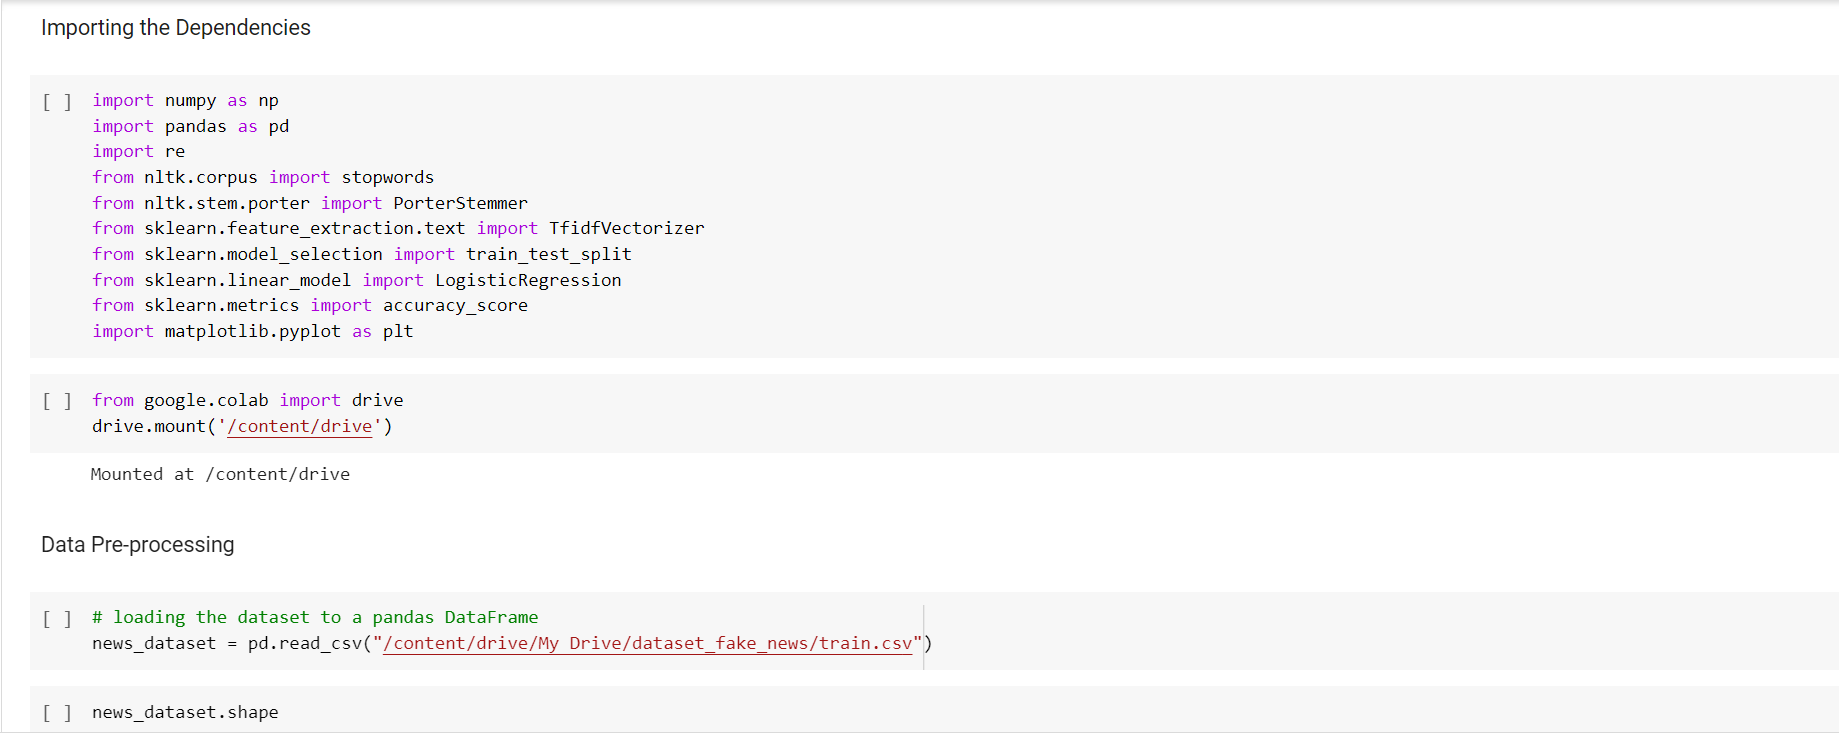 Importing the Dependencies
[ ] import numpy as np
import pandas as pd
import re
from nltk.corpus import stopwords
from nltk.stem.porter import PorterStemmer
from sklearn.feature_extraction.text import TfidfVectorizer
from sklearn.model_selection import train_test_split
from sklearn.linear_model import LogisticRegression
from sklearn.metrics import accuracy_score
import matplotlib.pyplot as plt
[ ] from google.colab import drive
drive.mount('/content/drive')
Mounted at /content/drive
Data Pre-processing
[ ] # loading the dataset to a pandas DataFrame
news_dataset = pd.read_csv("/content/drive/My Drive/dataset_fake_news/train.csv")
[ ] news_dataset.shape